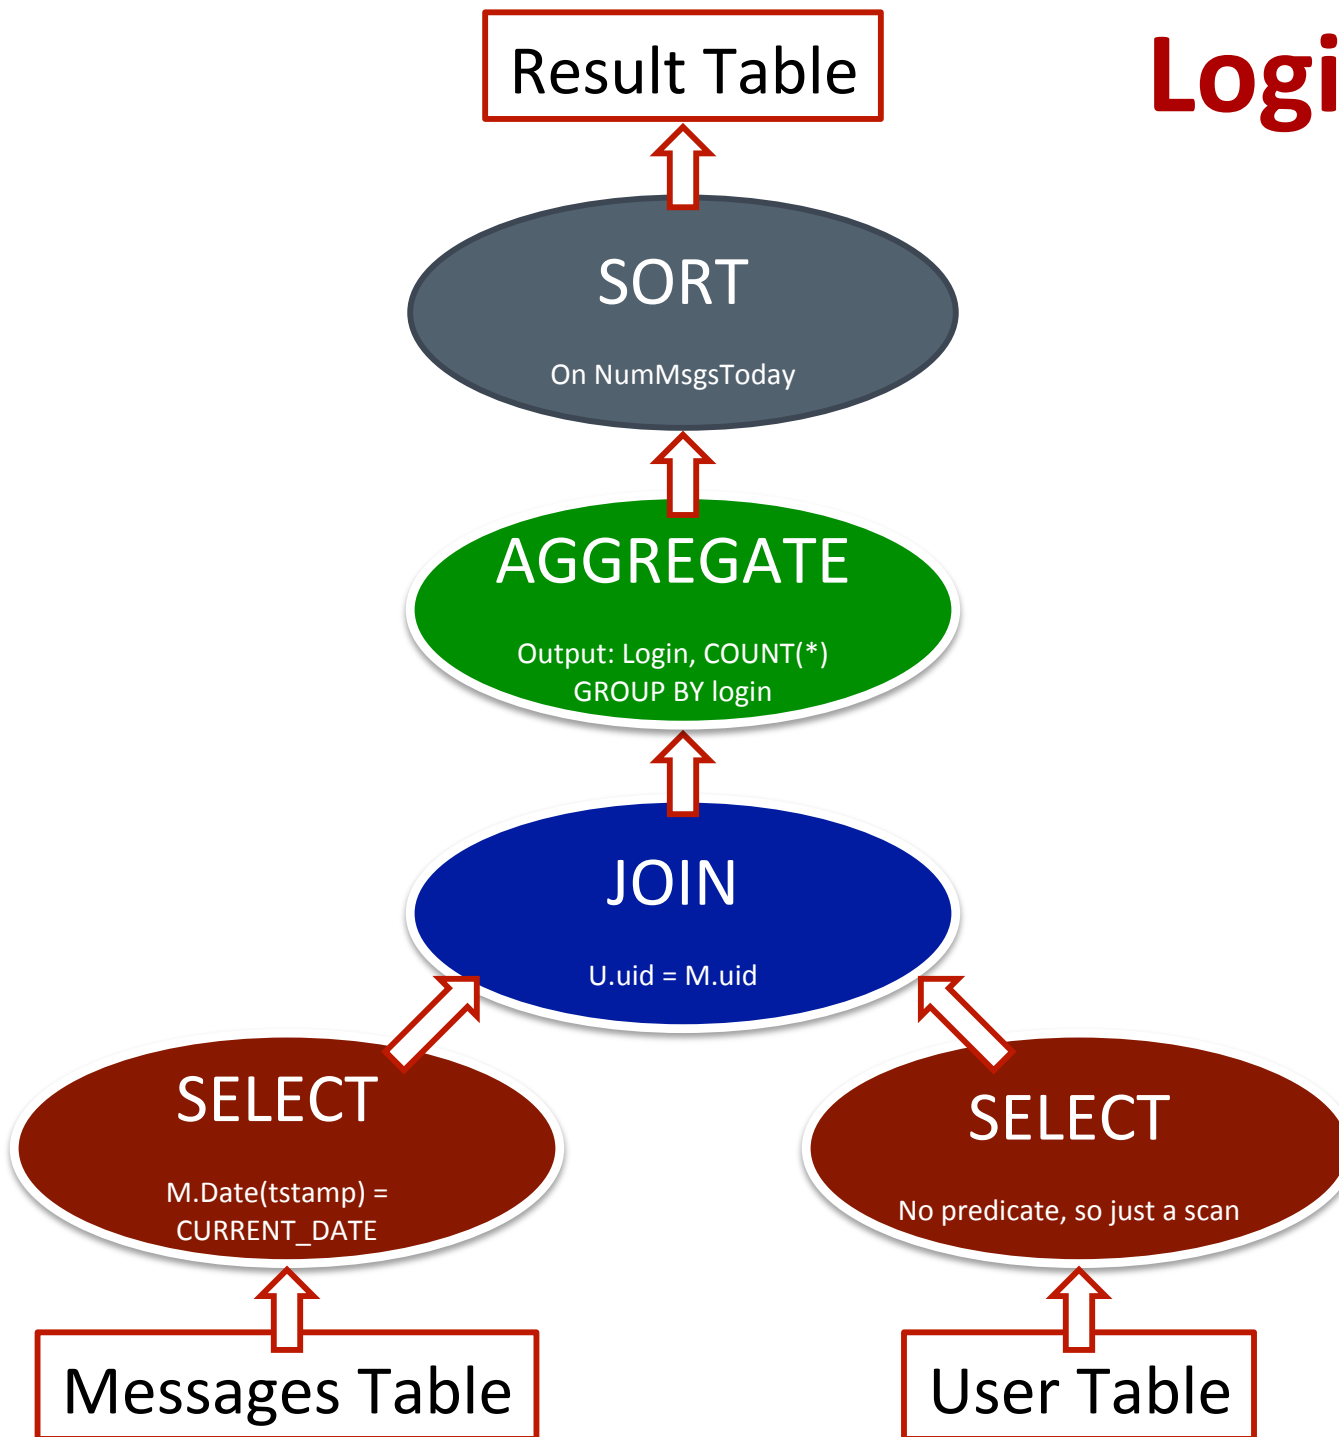 Result Table
Logi
SORT
On NumMsgsToday
AGGREGATE
Output: Login, COUNT(*)
GROUP BY login
JOIN
U.uid = M.uid
SELECT
M.Date(tstamp) =
CURRENT_DATE
SELECT
No predicate, so just a scan
Messages Table
User Table